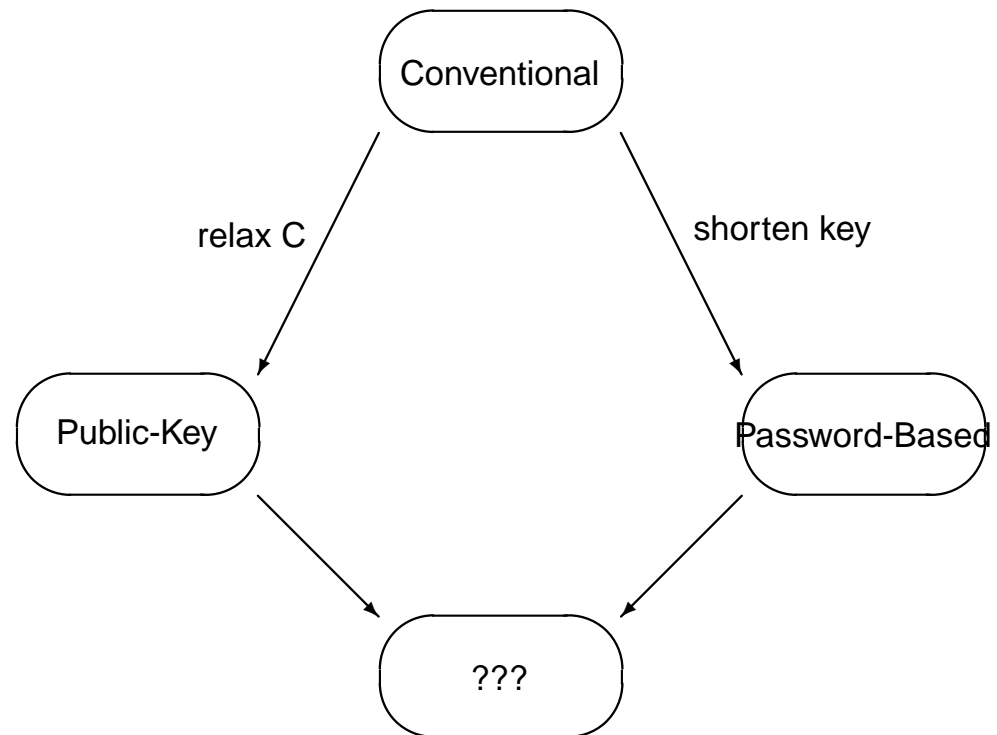 Conventional
relax C
shorten key
Public-Key
Password-Based
???